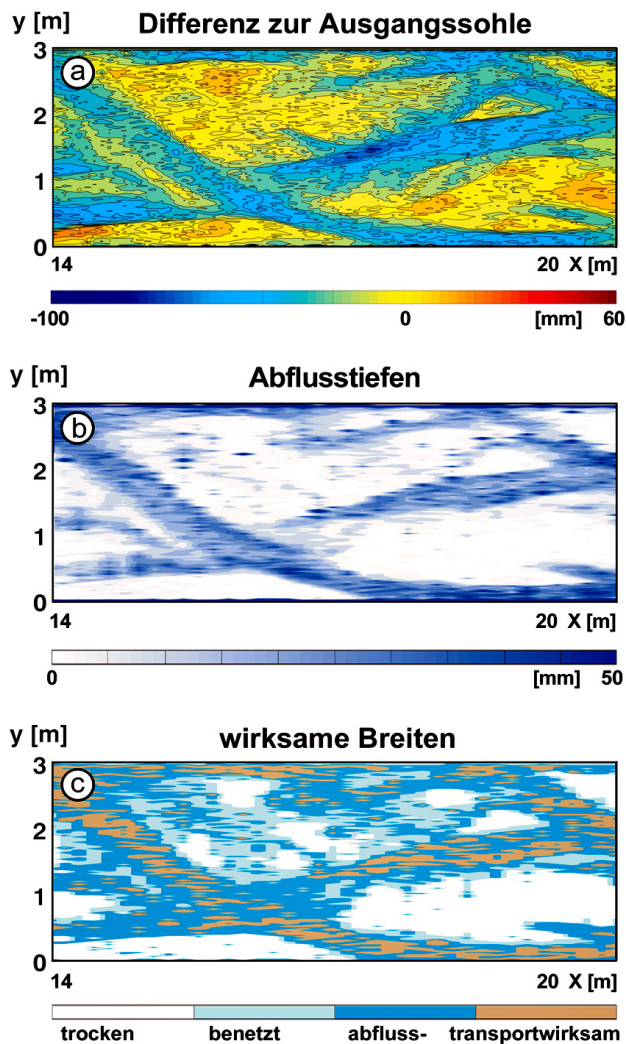 y [m] Differenz zur Ausgangssohle
3
a
2
1
0
14 20 X [m]
-100 0 [mm] 60
y [m] Abflusstiefen
3
b
2
1
0
14 20 X [m]
0 [mm] 50
y [m] wirksame Breiten
3
c
2
1
0
14 20 X [m]
trocken benetzt abfluss- transportwirksam